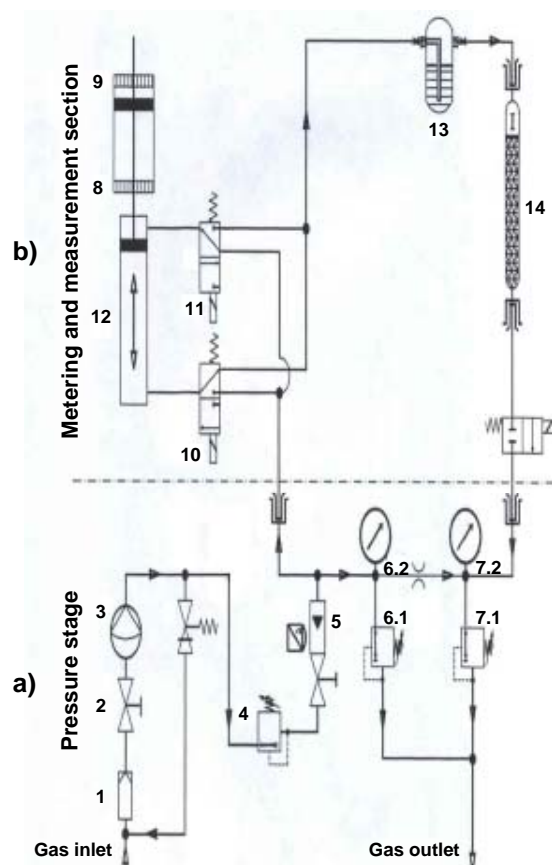 9
8
12
11
10
13
14
b)
Metering and measurement section
3
2
1
4
5
6.2
7.2
6.1
7.1
a)
Pressure stage
Gas inlet
Gas outlet